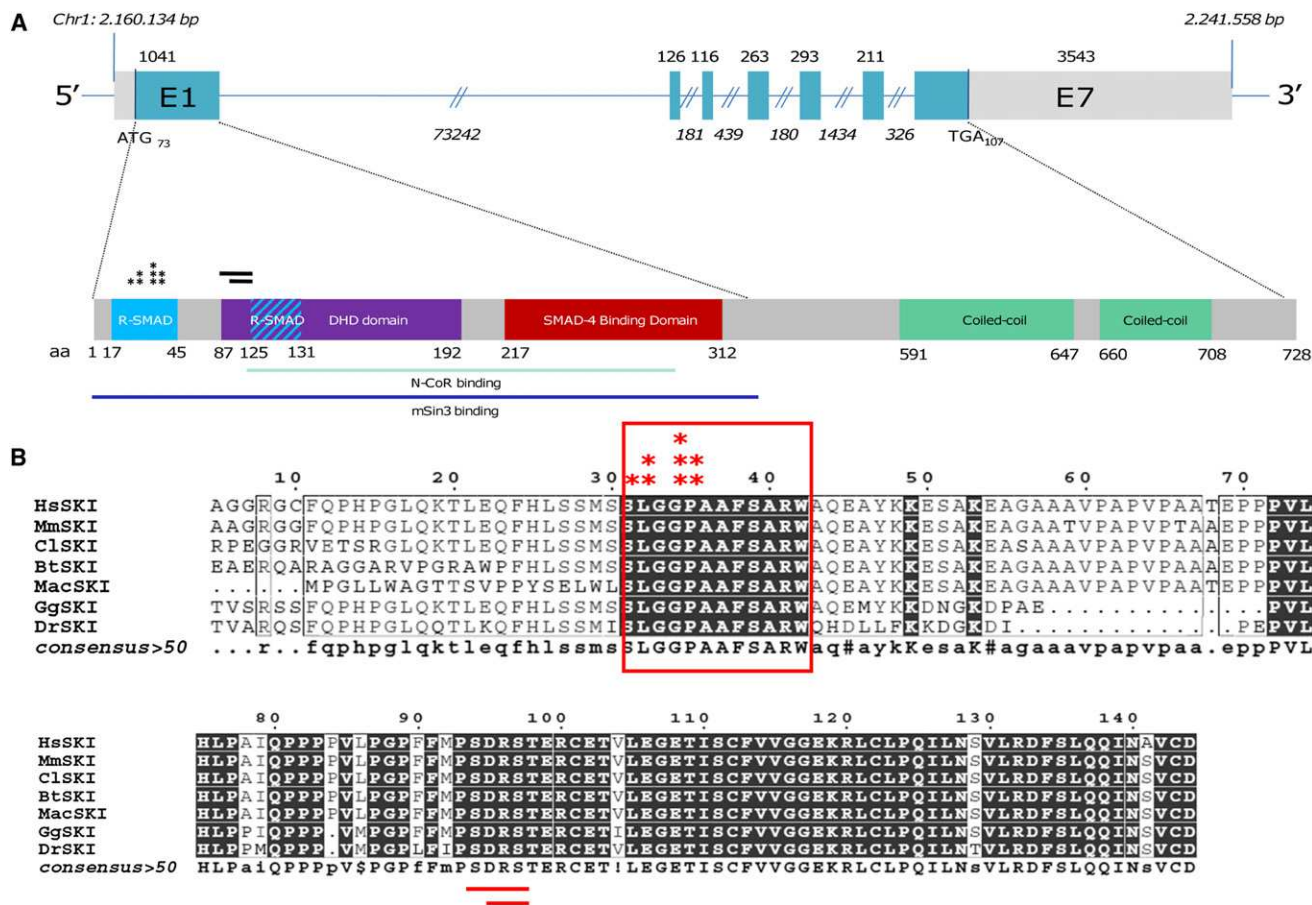 A
Chr1: 2.160.134 bp 2.241.558 bp
1041 126 116 263 293 211 3543
5′ E1 E7 3′
ATG 73 73242 181 439 180 1434 326 TGA107
* * * * * * *
R-SMAD R-SMAD DHD domain SMAD-4 Binding Domain Coiled-coil Coiled-coil
aa 1 17 45 87 125 131 192 217 312 591 647 660 708 728
N-CoR binding
mSin3 binding
B
*
* * *
** **
10 20 30 40 50 60 70
HsSKI AGGRGCFQPHPGLQKTLEQFHLSSMSSLGGPAAFSARWAQEAYKKESAKEAGAAAVPAPVPAATEPPPVL
MmSKI AAGRGGFQPHPGLQKTLEQFHLSSMSSLGGPAAFSARWAQEAYKKESAKEAGAAAVPAPVPTAAEPPPVL
ClSKI RPEGGRVETSRGLQKTLEQFHLSSMSSLGGPAAFSARWAQEAYKKESAKEASAAAVPAPVPAAAEPPPVL
BtSKI EAERQARAGGARVPGRAWPFHLSSMSSLGGPAAFSARWAQEAYKKESAKEAGAAAVPAPVPAAAEPPPVL
MacSKI .....MPGLLWAGTTSVPPYSELWLSLGGPAAFSARWAQEAYKKESAKEAGAAAVPAPVPAATEPPPVL
GgSKI TVSRSSFQPHPGLQKTLEQFHLSSMSSLGGPAAFSARWAQEMYKKDNGKDPAE..............PVL
DrSKI TVARQSFQPHPGLQQTLKQFHLSSMISLGGPAAFSARWAQHDLLFKKDGKDI............PEPVL
consensus>50 ...r..fqphpglqktleqfhlssmsSLGGPAAFSARWaq#aykKesaK#agaaavpapvpaa.eppPVL
80 90 100 110 120 130 140
HsSKI HLPAIQPPPPVLPGPFFMPSDRSTERCETVLEGETISCFVVGGEKRLCLPQILNSVLRDFSLQQINAVCD
MmSKI HLPAIQPPPPVLPGPFFMPSDRSTERCETVLEGETISCFVVGGEKRLCLPQILNSVLRDFSLQQINSVCD
ClSKI HLPAIQPPPPVLPGPFFMPSDRSTERCETVLEGETISCFVVGGEKRLCLPQILNSVLRDFSLQQINSVCD
BtSKI HLPAIQPPPPVLPGPFFMPSDRSTERCETVLEGETISCFVVGGEKRLCLPQILNSVLRDFSLQQINSVCD
MacSKI HLPAIQPPPPVLPGPFFMPSDRSTERCETVLEGETISCFVVGGEKRLCLPQILNSVLRDFSLQQINSVCD
GgSKI HLPPIQPPP.VMPGPFFMPSDRSTERCETILEGETISCFVVGGEKRLCLPQILNSVLRDFSLQQINSVCD
DrSKI HLPPMQPPP.VMPGPLFIPSDRSTERCETILEGETISCFVVGGEKRLCLPQILNTVLRDFSLQQINSVCD
consensus>50 HLPaiQPPPpV$PGPfFmPSDRSTERCET!LEGETISCFVVGGEKRLCLPQILNsVLRDFSLQQINsVCD